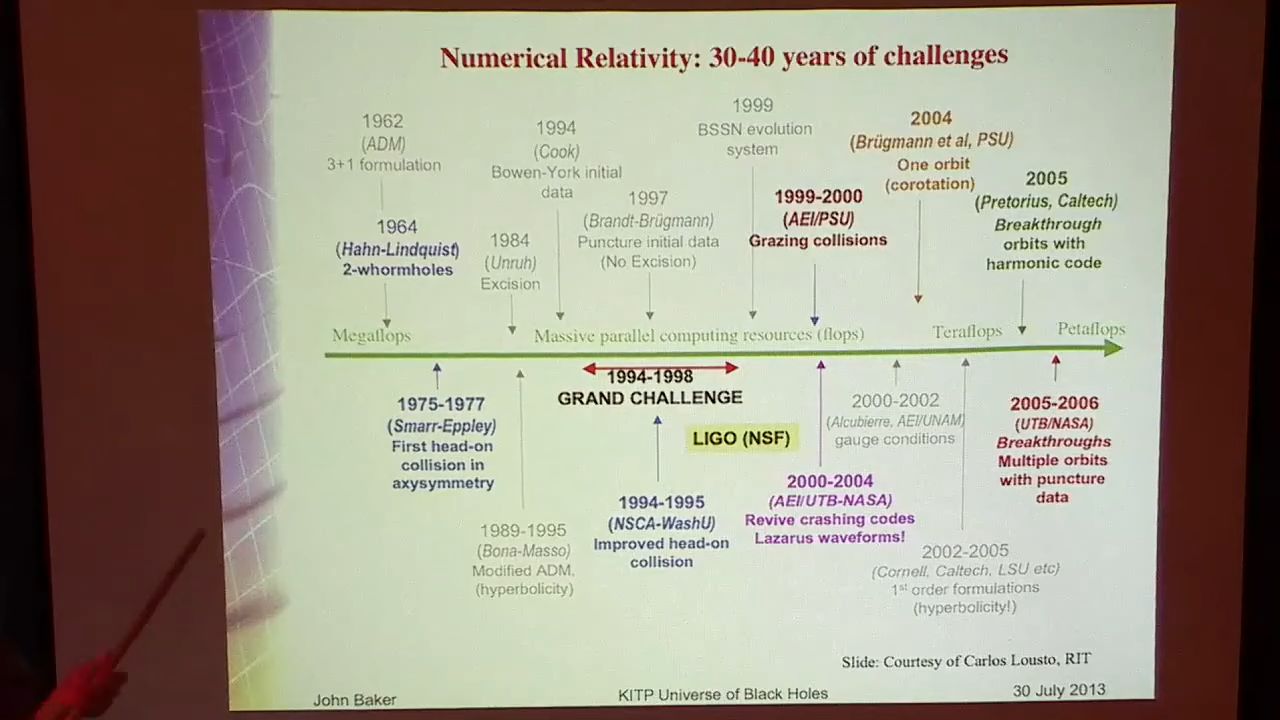 Numerical Relativity: 30-40 years of challenges
1962
(ADM)
3+1 formulation
1964
(Hahn-Lindquist)
2-whormholes
1984
(Unruh)
Excision
1994
(Cook)
Bowen-York initial
data
1997
(Brandt-Brügmann)
Puncture initial data
(No Excision)
1999
BSSN evolution
system
1999-2000
(AEI/PSU)
Grazing collisions
2004
(Brügmann et al, PSU)
One orbit
(corotation)
2005
(Pretorius, Caltech)
Breakthrough
orbits with
harmonic code
Megaflops
Massive parallel computing resources (flops)
Teraflops
Petaflops
1975-1977
(Smarr-Eppley)
First head-on
collision in
axysymmetry
1989-1995
(Bona-Masso)
Modified ADM,
(hyperbolicity)
1994-1998
GRAND CHALLENGE
1994-1995
(NSCA-WashU)
Improved head-on
collision
LIGO (NSF)
2000-2004
(AEI/UTB-NASA)
Revive crashing codes
Lazarus waveforms!
2000-2002
(Alcubierre, AEI/UNAM)
gauge conditions
2002-2005
(Cornell, Caltech, LSU etc)
1st order formulations
(hyperbolicity!)
2005-2006
(UTB/NASA)
Breakthroughs
Multiple orbits
with puncture
data
Slide: Courtesy of Carlos Lousto, RIT
John Baker
KITP Universe of Black Holes
30 July 2013